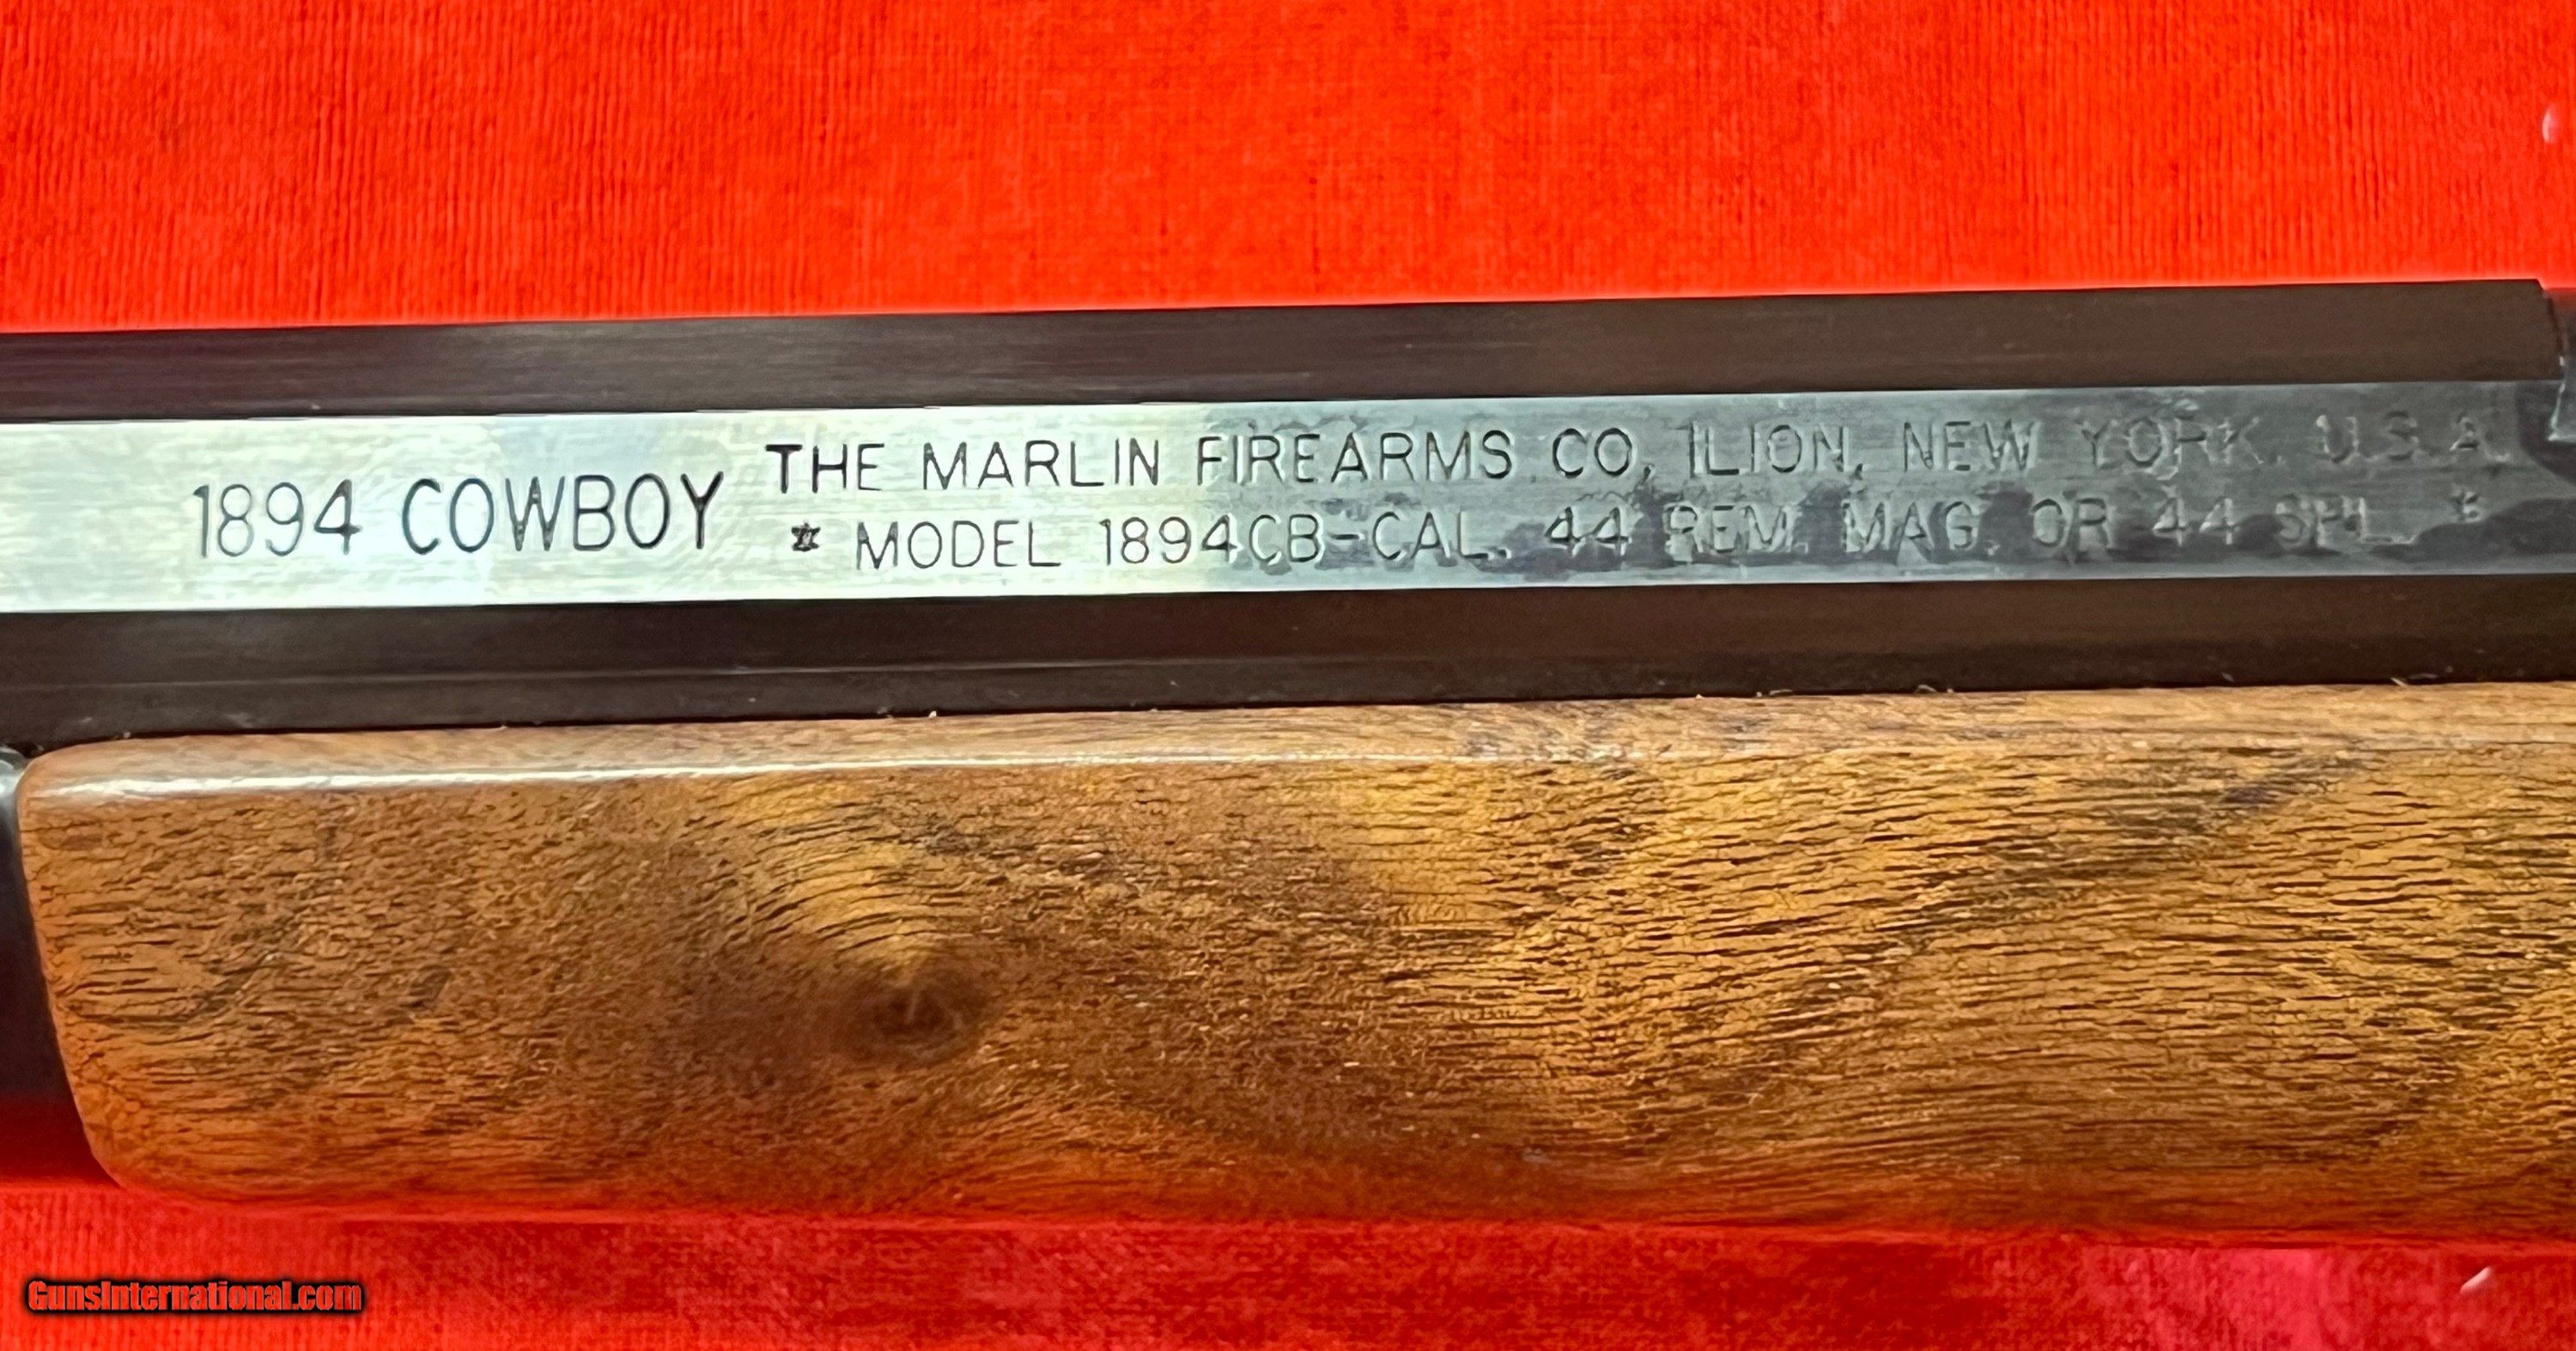 1894 COWBOY
THE MARLIN FIREARMS CO, ILION, NEW YORK, U.S.A.
* MODEL 1894CB-CAL. 44 REM. MAG. OR 44 SPL. *
GunsInternational.com